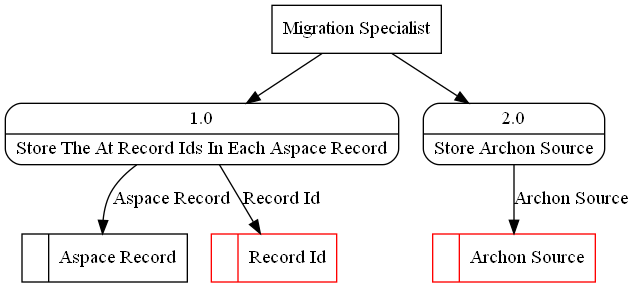 Migration Specialist
1.0
Store The At Record Ids In Each Aspace Record
2.0
Store Archon Source
Aspace Record
Record Id
Archon Source
Aspace Record
Record Id
Archon Source